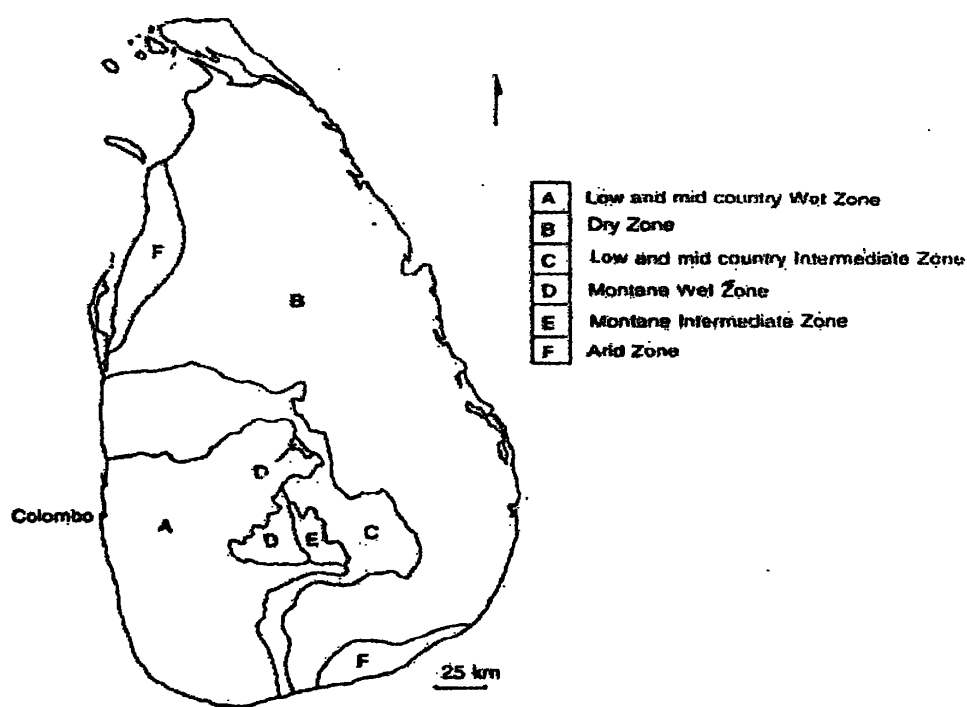 F
B
D
Colombo
A
D
E
C
F
25 km
A Low and mid country Wet Zone
B Dry Zone
C Low and mid country Intermediate Zone
D Montane Wet Zone
E Montane Intermediate Zone
F Arid Zone